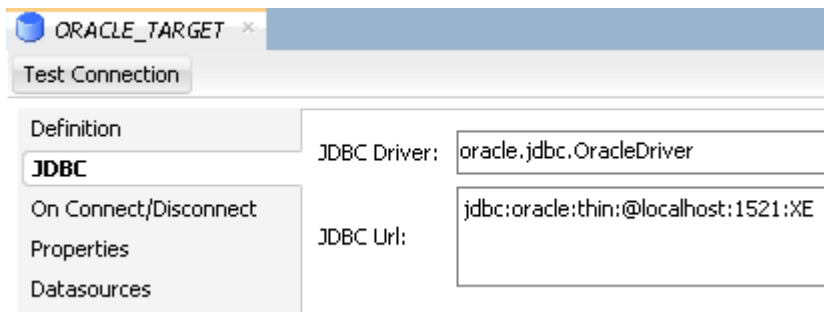 ORACLE_TARGET ×
Test Connection
Definition
JDBC
On Connect/Disconnect
Properties
Datasources
JDBC Driver: oracle.jdbc.OracleDriver
JDBC Url: jdbc:oracle:thin:@localhost:1521:XE